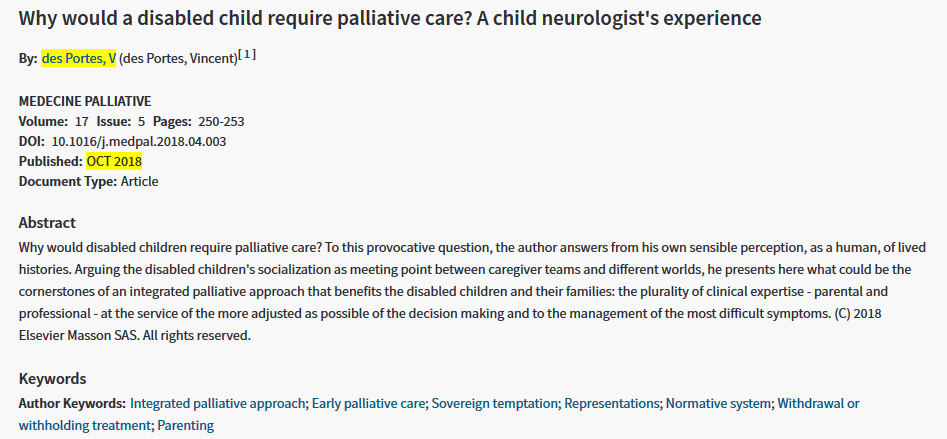 Why would a disabled child require palliative care? A child neurologist's experience
By: des Portes, V (des Portes, Vincent)[ 1 ]
MEDECINE PALLIATIVE
Volume: 17 Issue: 5 Pages: 250-253
DOI: 10.1016/j.medpal.2018.04.003
Published: OCT 2018
Document Type: Article
Abstract
Why would disabled children require palliative care? To this provocative question, the author answers from his own sensible perception, as a human, of lived
histories. Arguing the disabled children's socialization as meeting point between caregiver teams and different worlds, he presents here what could be the
cornerstones of an integrated palliative approach that benefits the disabled children and their families: the plurality of clinical expertise - parental and
professional - at the service of the more adjusted as possible of the decision making and to the management of the most difficult symptoms. (C) 2018
Elsevier Masson SAS. All rights reserved.
Keywords
Author Keywords: Integrated palliative approach; Early palliative care; Sovereign temptation; Representations; Normative system; Withdrawal or
withholding treatment; Parenting